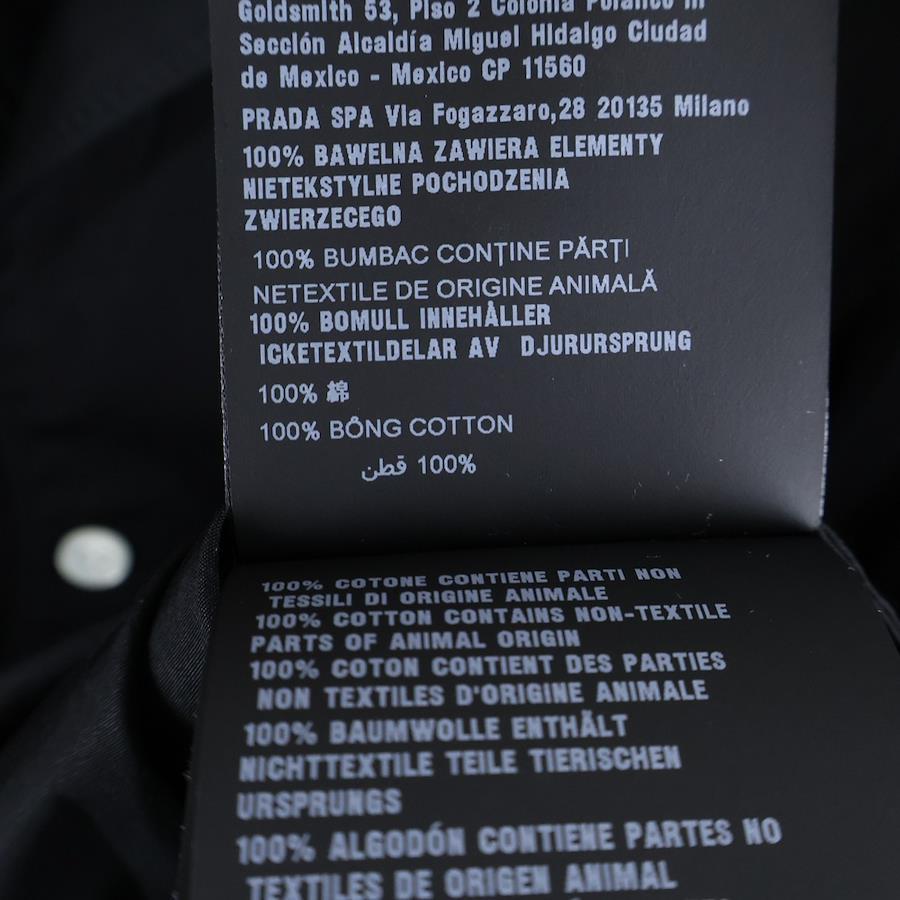 Goldsmith 53, Piso 2 Colonia Polanco III
Sección Alcaldía Miguel Hidalgo Ciudad
de Mexico - Mexico CP 11560
PRADA SPA Via Fogazzaro,28 20135 Milano
100% BAWELNA ZAWIERA ELEMENTY
NIETEKSTYLNE POCHODZENIA
ZWIERZECEGO
100% BUMBAC CONȚINE PĂRȚI
NETEXTILE DE ORIGINE ANIMALĂ
100% BOMULL INNEHÅLLER
ICKETEXTILDELAR AV DJURURSPRUNG
100% 綿
100% BÔNG COTTON
100% قطن
100% COTONE CONTIENE PARTI NON
TESSILI DI ORIGINE ANIMALE
100% COTTON CONTAINS NON-TEXTILE
PARTS OF ANIMAL ORIGIN
100% COTON CONTIENT DES PARTIES
NON TEXTILES D'ORIGINE ANIMALE
100% BAUMWOLLE ENTHÄLT
NICHTTEXTILE TEILE TIERISCHEN
URSPRUNGS
100% ALGODÓN CONTIENE PARTES NO
TEXTILES DE ORIGEN ANIMAL